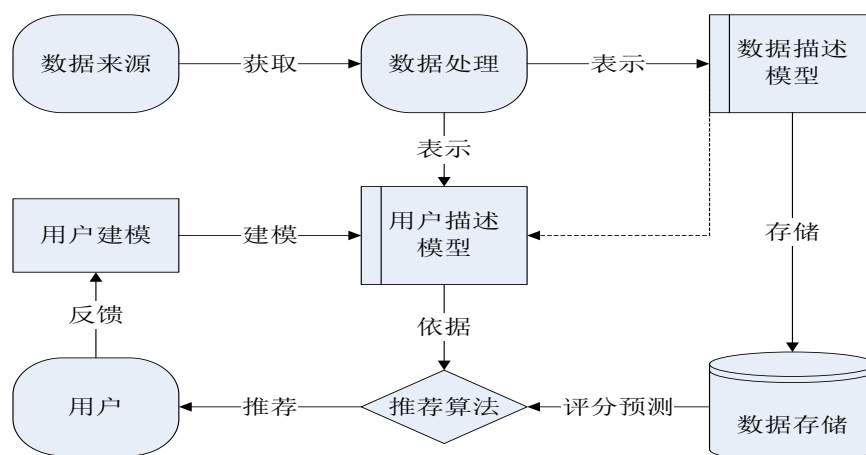 数据来源
获取
数据处理
表示
数据描述
模型
表示
用户建模
建模
用户描述
模型
存储
反馈
依据
用户
推荐
推荐算法
评分预测
数据存储